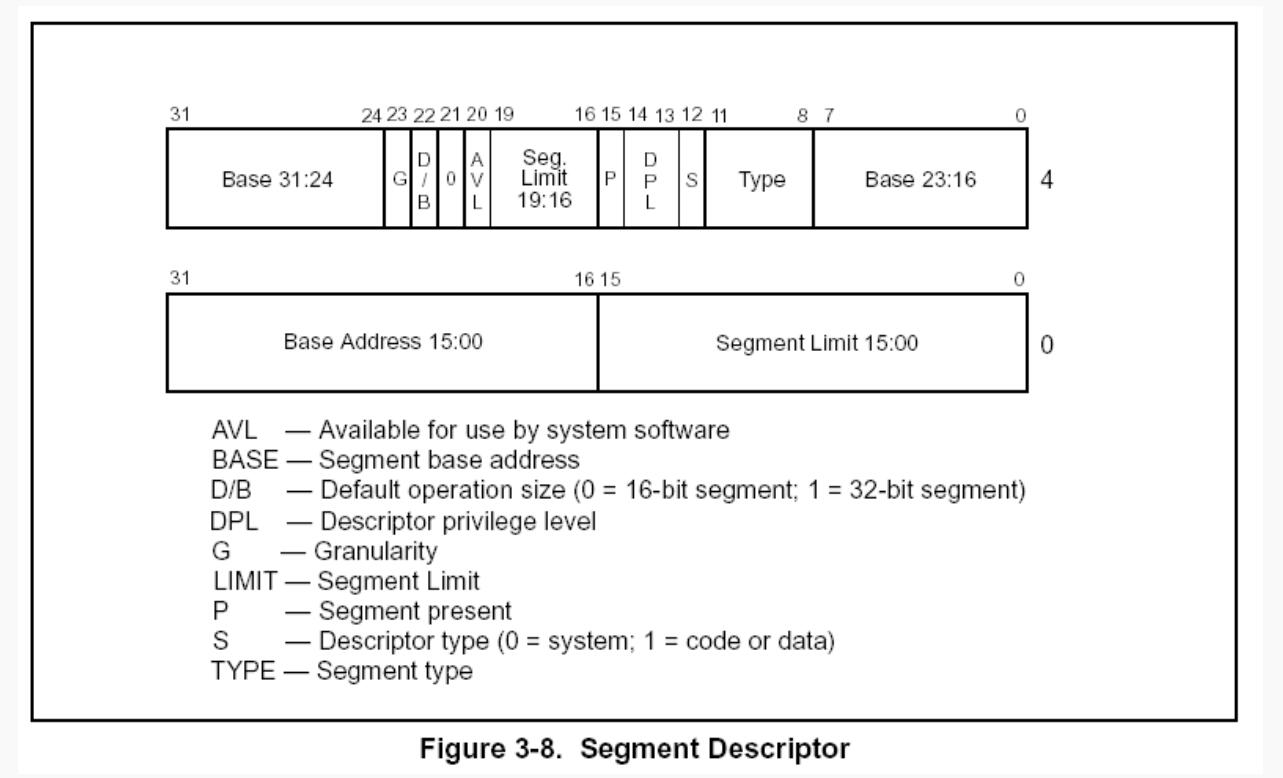 31 24 23 22 21 20 19 16 15 14 13 12 11 8 7 0
Base 31:24 G D/B 0 AVL Seg. Limit 19:16 P DPL S Type Base 23:16 4
31 16 15 0
Base Address 15:00 Segment Limit 15:00 0
AVL — Available for use by system software
BASE — Segment base address
D/B — Default operation size (0 = 16-bit segment; 1 = 32-bit segment)
DPL — Descriptor privilege level
G — Granularity
LIMIT — Segment Limit
P — Segment present
S — Descriptor type (0 = system; 1 = code or data)
TYPE — Segment type
Figure 3-8. Segment Descriptor